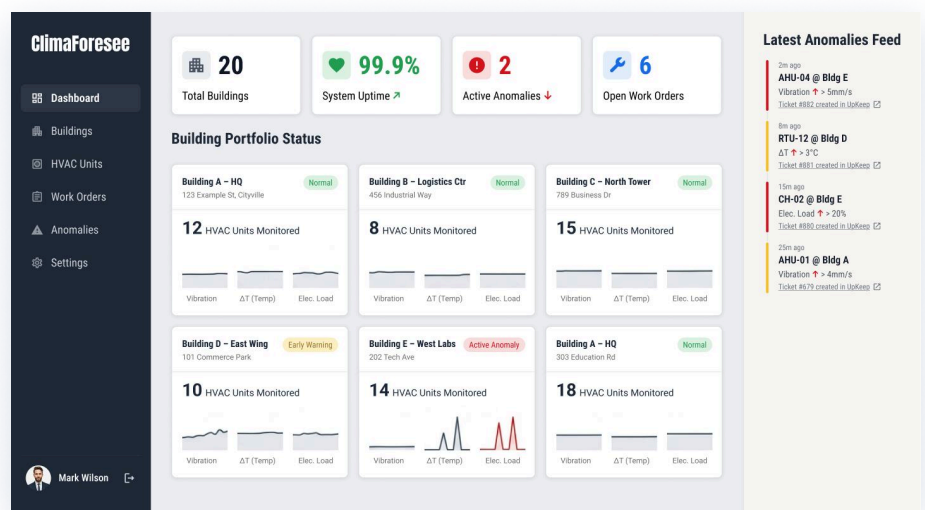 ClimaForesee
Dashboard
Buildings
HVAC Units
Work Orders
Anomalies
Settings
Mark Wilson
20
Total Buildings
99.9%
System Uptime ↗
2
Active Anomalies ↓
6
Open Work Orders
Building Portfolio Status
Building A – HQ
Normal
123 Example St, Cityville
12 HVAC Units Monitored
Vibration ΔT (Temp) Elec. Load
Building B – Logistics Ctr
Normal
456 Industrial Way
8 HVAC Units Monitored
Vibration ΔT (Temp) Elec. Load
Building C – North Tower
Normal
789 Business Dr
15 HVAC Units Monitored
Vibration ΔT (Temp) Elec. Load
Building D – East Wing
Early Warning
101 Commerce Park
10 HVAC Units Monitored
Vibration ΔT (Temp) Elec. Load
Building E – West Labs
Active Anomaly
202 Tech Ave
14 HVAC Units Monitored
Vibration ΔT (Temp) Elec. Load
Building A – HQ
Normal
303 Education Rd
18 HVAC Units Monitored
Vibration ΔT (Temp) Elec. Load
Latest Anomalies Feed
2m ago
AHU-04 @ Bldg E
Vibration ↑ > 5mm/s
Ticket #882 created in UpKeep
8m ago
RTU-12 @ Bldg D
ΔT ↑ > 3°C
Ticket #881 created in UpKeep
15m ago
CH-02 @ Bldg E
Elec. Load ↑ > 20%
Ticket #880 created in UpKeep
25m ago
AHU-01 @ Bldg A
Vibration ↑ > 4mm/s
Ticket #679 created in UpKeep